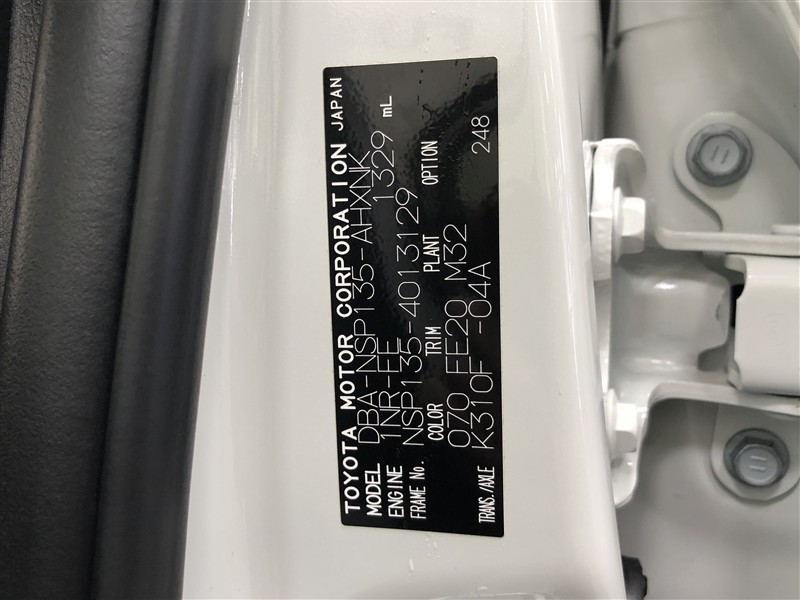 TOYOTA MOTOR CORPORATION JAPAN
MODEL DBA-NSP135-AHXNK
ENGINE 1NR-FE 1329 mL
FRAME No. NSP135-4013129
COLOR TRIM PLANT OPTION
070 FE20 M32 248
TRANS./AXLE K310F -04A